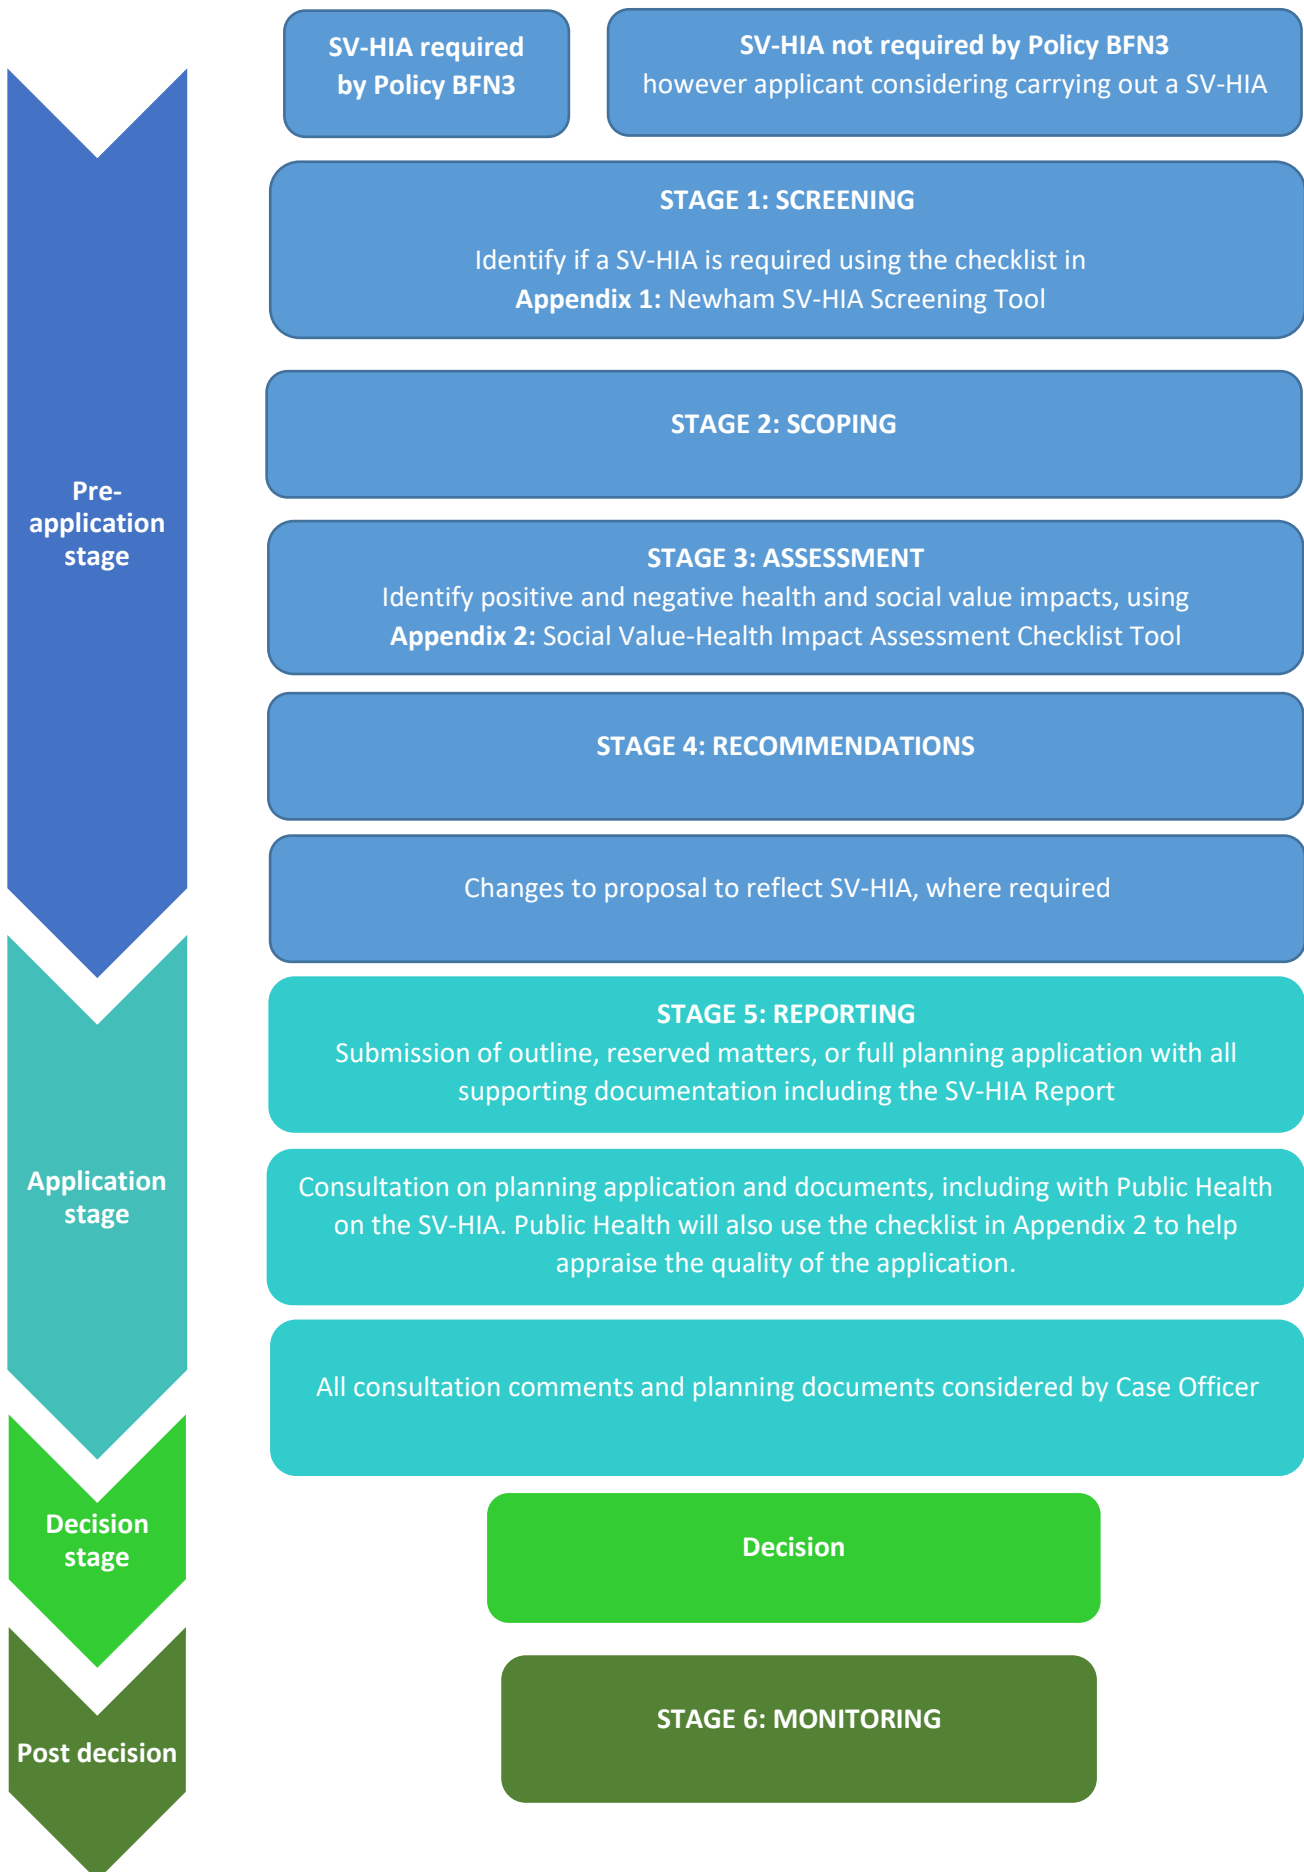 SV-HIA required
by Policy BFN3
SV-HIA not required by Policy BFN3
however applicant considering carrying out a SV-HIA
STAGE 1: SCREENING
Identify if a SV-HIA is required using the checklist in
Appendix 1: Newham SV-HIA Screening Tool
STAGE 2: SCOPING
Pre-
application
stage
STAGE 3: ASSESSMENT
Identify positive and negative health and social value impacts, using
Appendix 2: Social Value-Health Impact Assessment Checklist Tool
STAGE 4: RECOMMENDATIONS
Changes to proposal to reflect SV-HIA, where required
STAGE 5: REPORTING
Submission of outline, reserved matters, or full planning application with all
supporting documentation including the SV-HIA Report
Application
stage
Consultation on planning application and documents, including with Public Health
on the SV-HIA. Public Health will also use the checklist in Appendix 2 to help
appraise the quality of the application.
All consultation comments and planning documents considered by Case Officer
Decision
stage
Decision
Post decision
STAGE 6: MONITORING